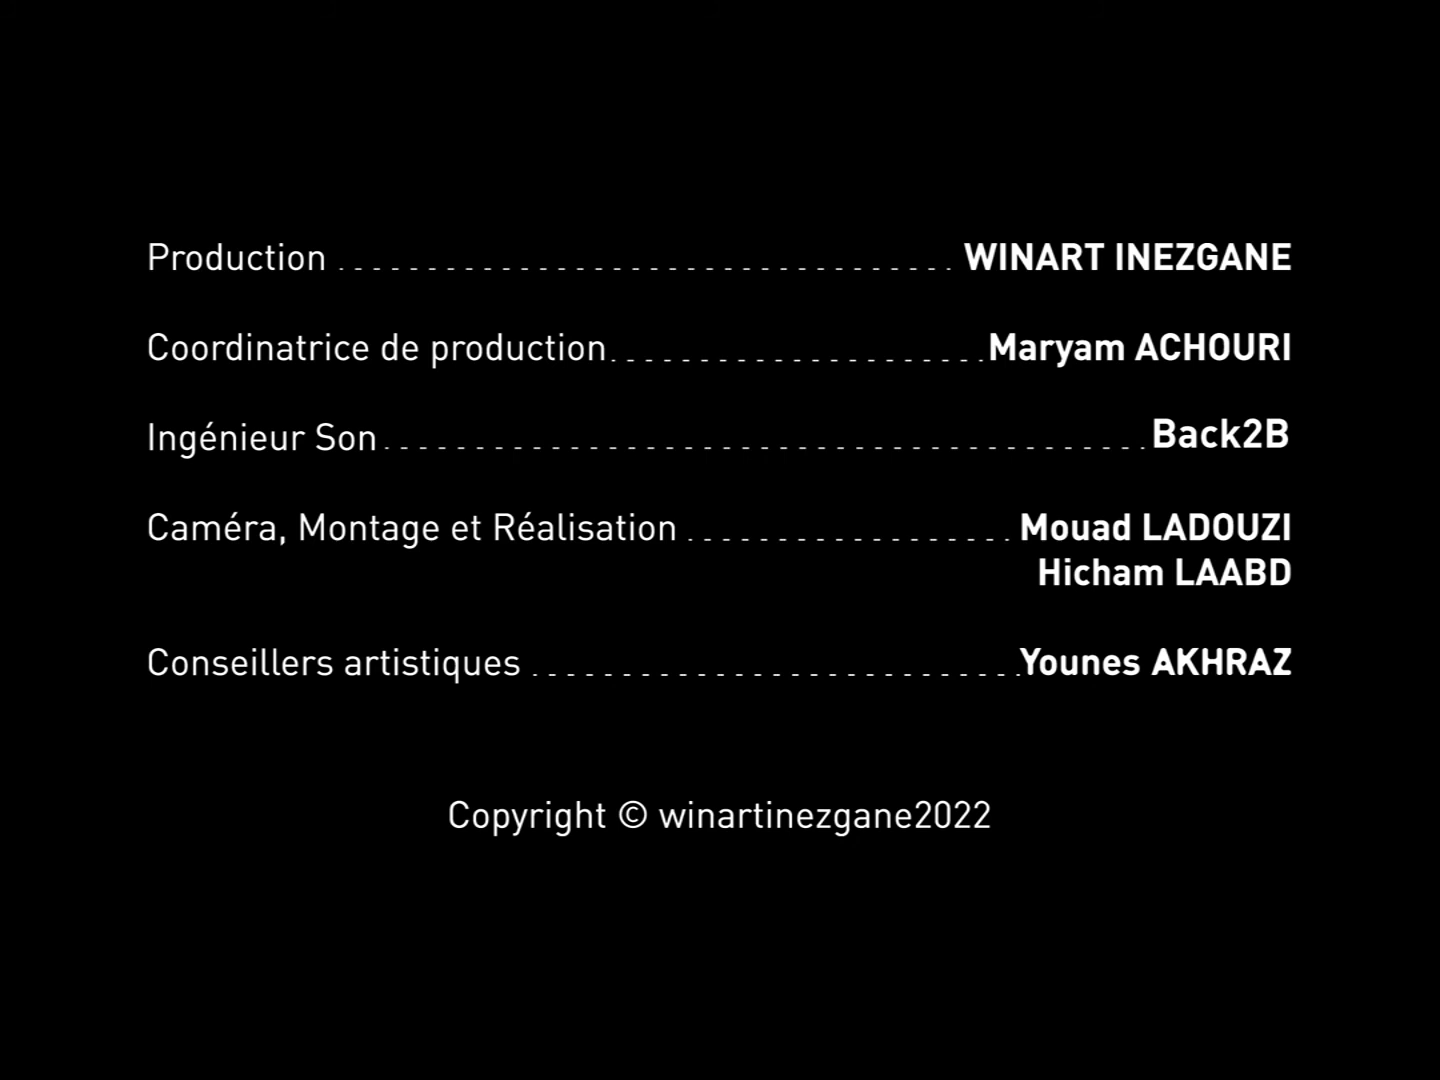 Production WINART INEZGANE
Coordinatrice de production Maryam ACHOURI
Ingénieur Son Back2B
Caméra, Montage et Réalisation Mouad LADOUZI
Hicham LAABD
Conseillers artistiques Younes AKHRAZ
Copyright © winartinezgane2022